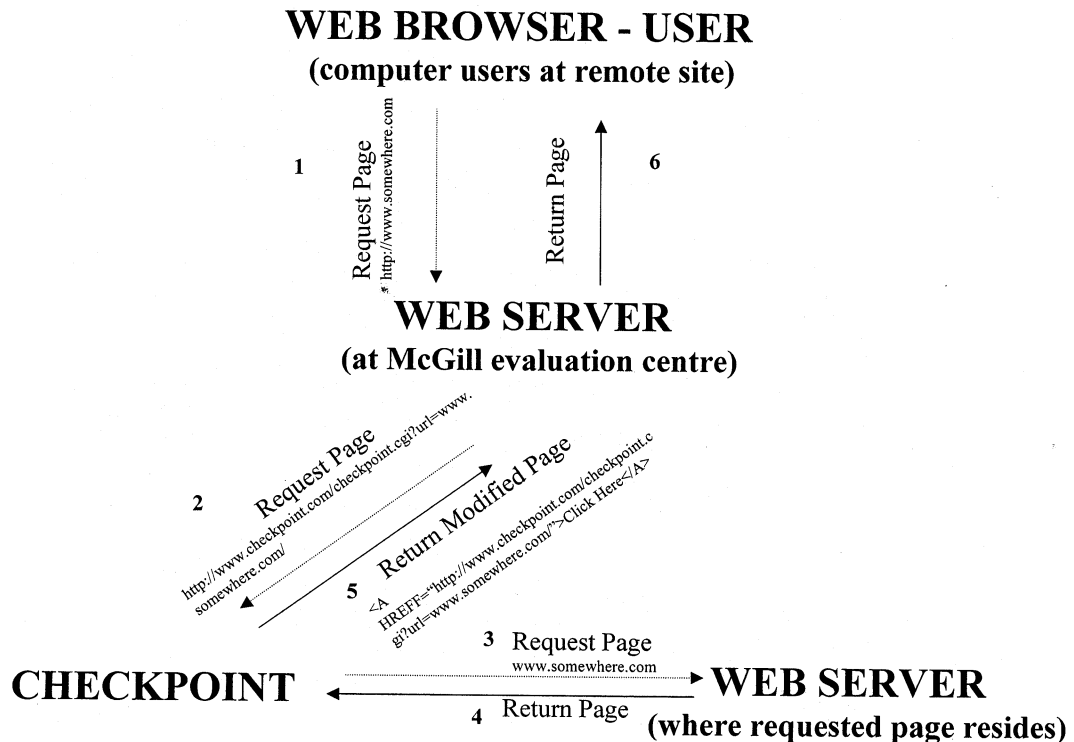 WEB BROWSER - USER
(computer users at remote site)
1
Request Page
* http://www.somewhere.com
Return Page
6
WEB SERVER
(at McGill evaluation centre)
2
Request Page
http://www.checkpoint.com/checkpoint.cgi?url=www.
somewhere.com/
5
Return Modified Page
<A
HREFF="http://www.checkpoint.com/checkpoint.c
gi?url=www.somewhere.com/”>Click Here</A>
3 Request Page
www.somewhere.com
CHECKPOINT
WEB SERVER
4 Return Page
(where requested page resides)